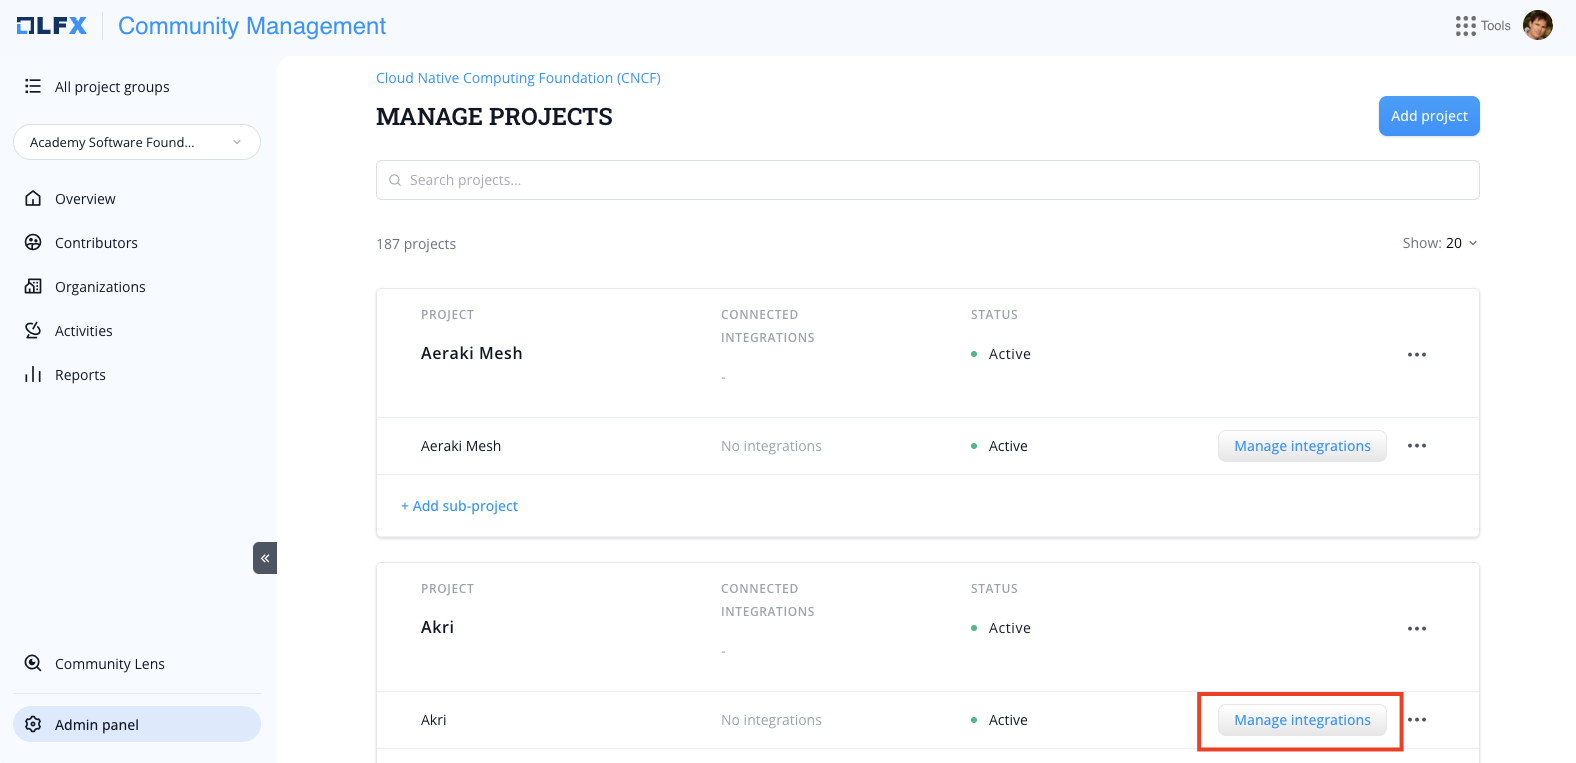 LFX Community Management
Tools
All project groups
Academy Software Found...
Overview
Contributors
Organizations
Activities
Reports
Community Lens
Admin panel
Cloud Native Computing Foundation (CNCF)
MANAGE PROJECTS
Add project
Search projects...
187 projects
Show: 20
PROJECT CONNECTED INTEGRATIONS STATUS
Aeraki Mesh - Active
Aeraki Mesh No integrations Active Manage integrations
+ Add sub-project
PROJECT CONNECTED INTEGRATIONS STATUS
Akri - Active
Akri No integrations Active Manage integrations